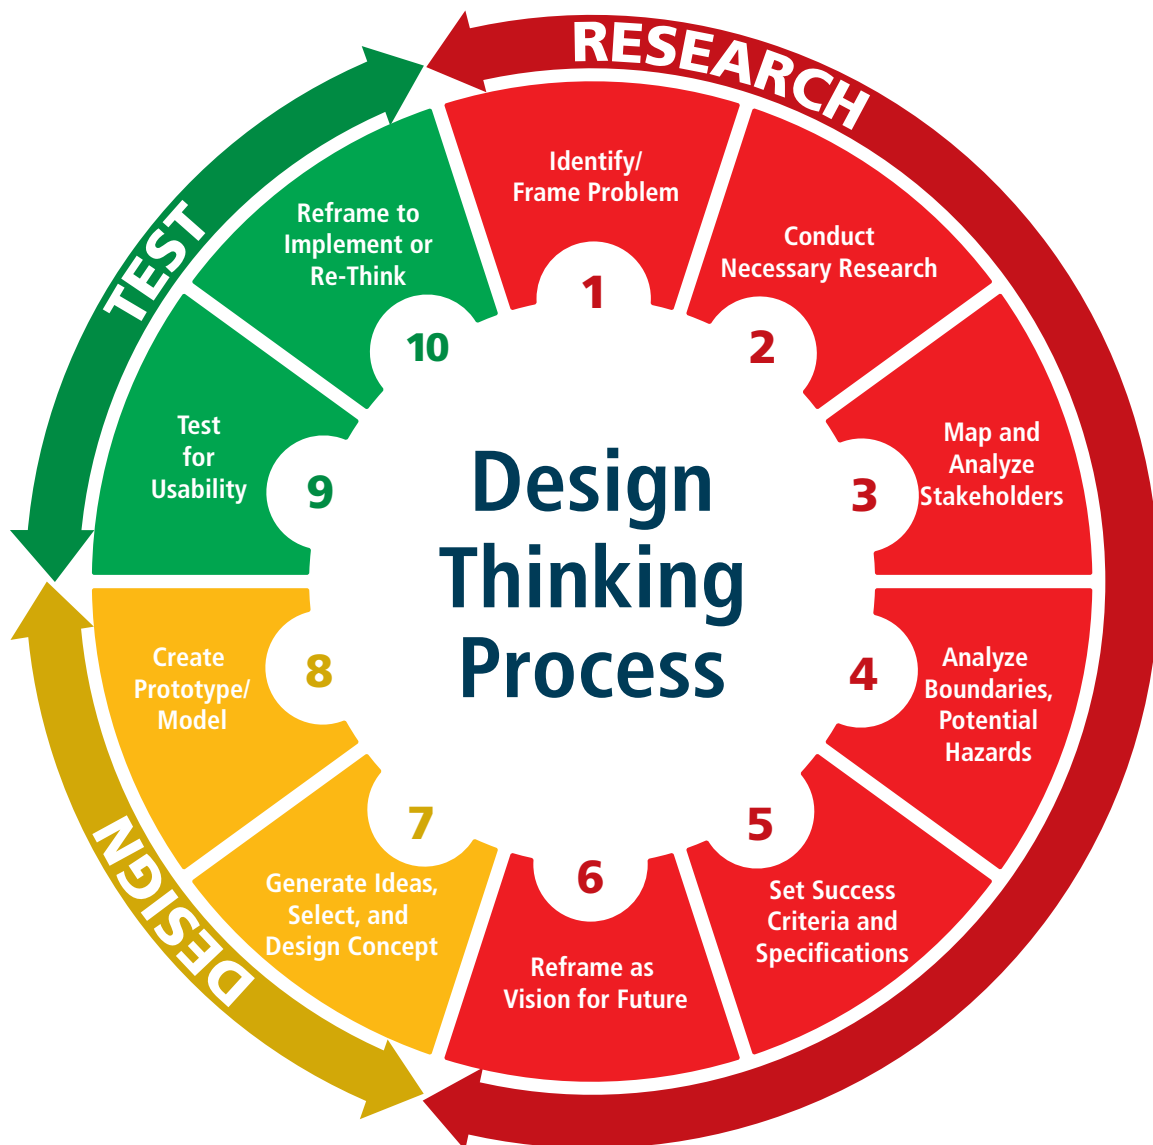 RESEARCH
Identify/
Frame Problem
1
Conduct
Necessary Research
2
Map and
Analyze
Stakeholders
3
Analyze
Boundaries,
Potential
Hazards
4
Set Success
Criteria and
Specifications
5
Reframe as
Vision for Future
6
DESIGN
Generate Ideas,
Select, and
Design Concept
7
Create
Prototype/
Model
8
TEST
Test
for
Usability
9
Reframe to
Implement or
Re-Think
10
Design
Thinking
Process